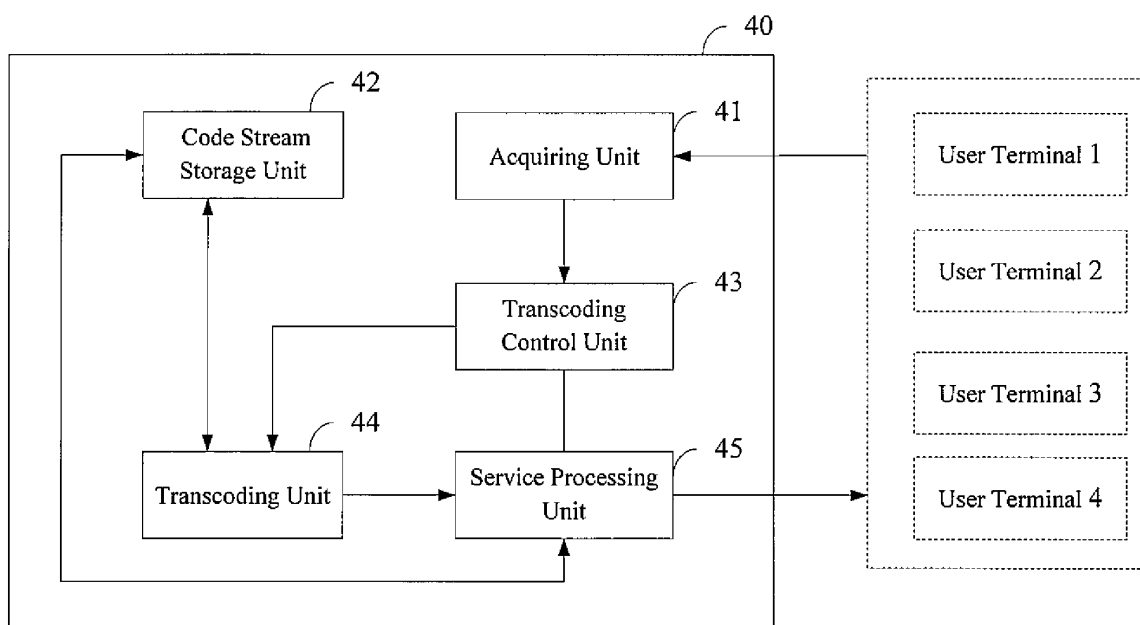 40
42
Code Stream
Storage Unit
41
Acquiring Unit
User Terminal 1
User Terminal 2
43
Transcoding
Control Unit
User Terminal 3
44
Transcoding Unit
45
Service Processing
Unit
User Terminal 4